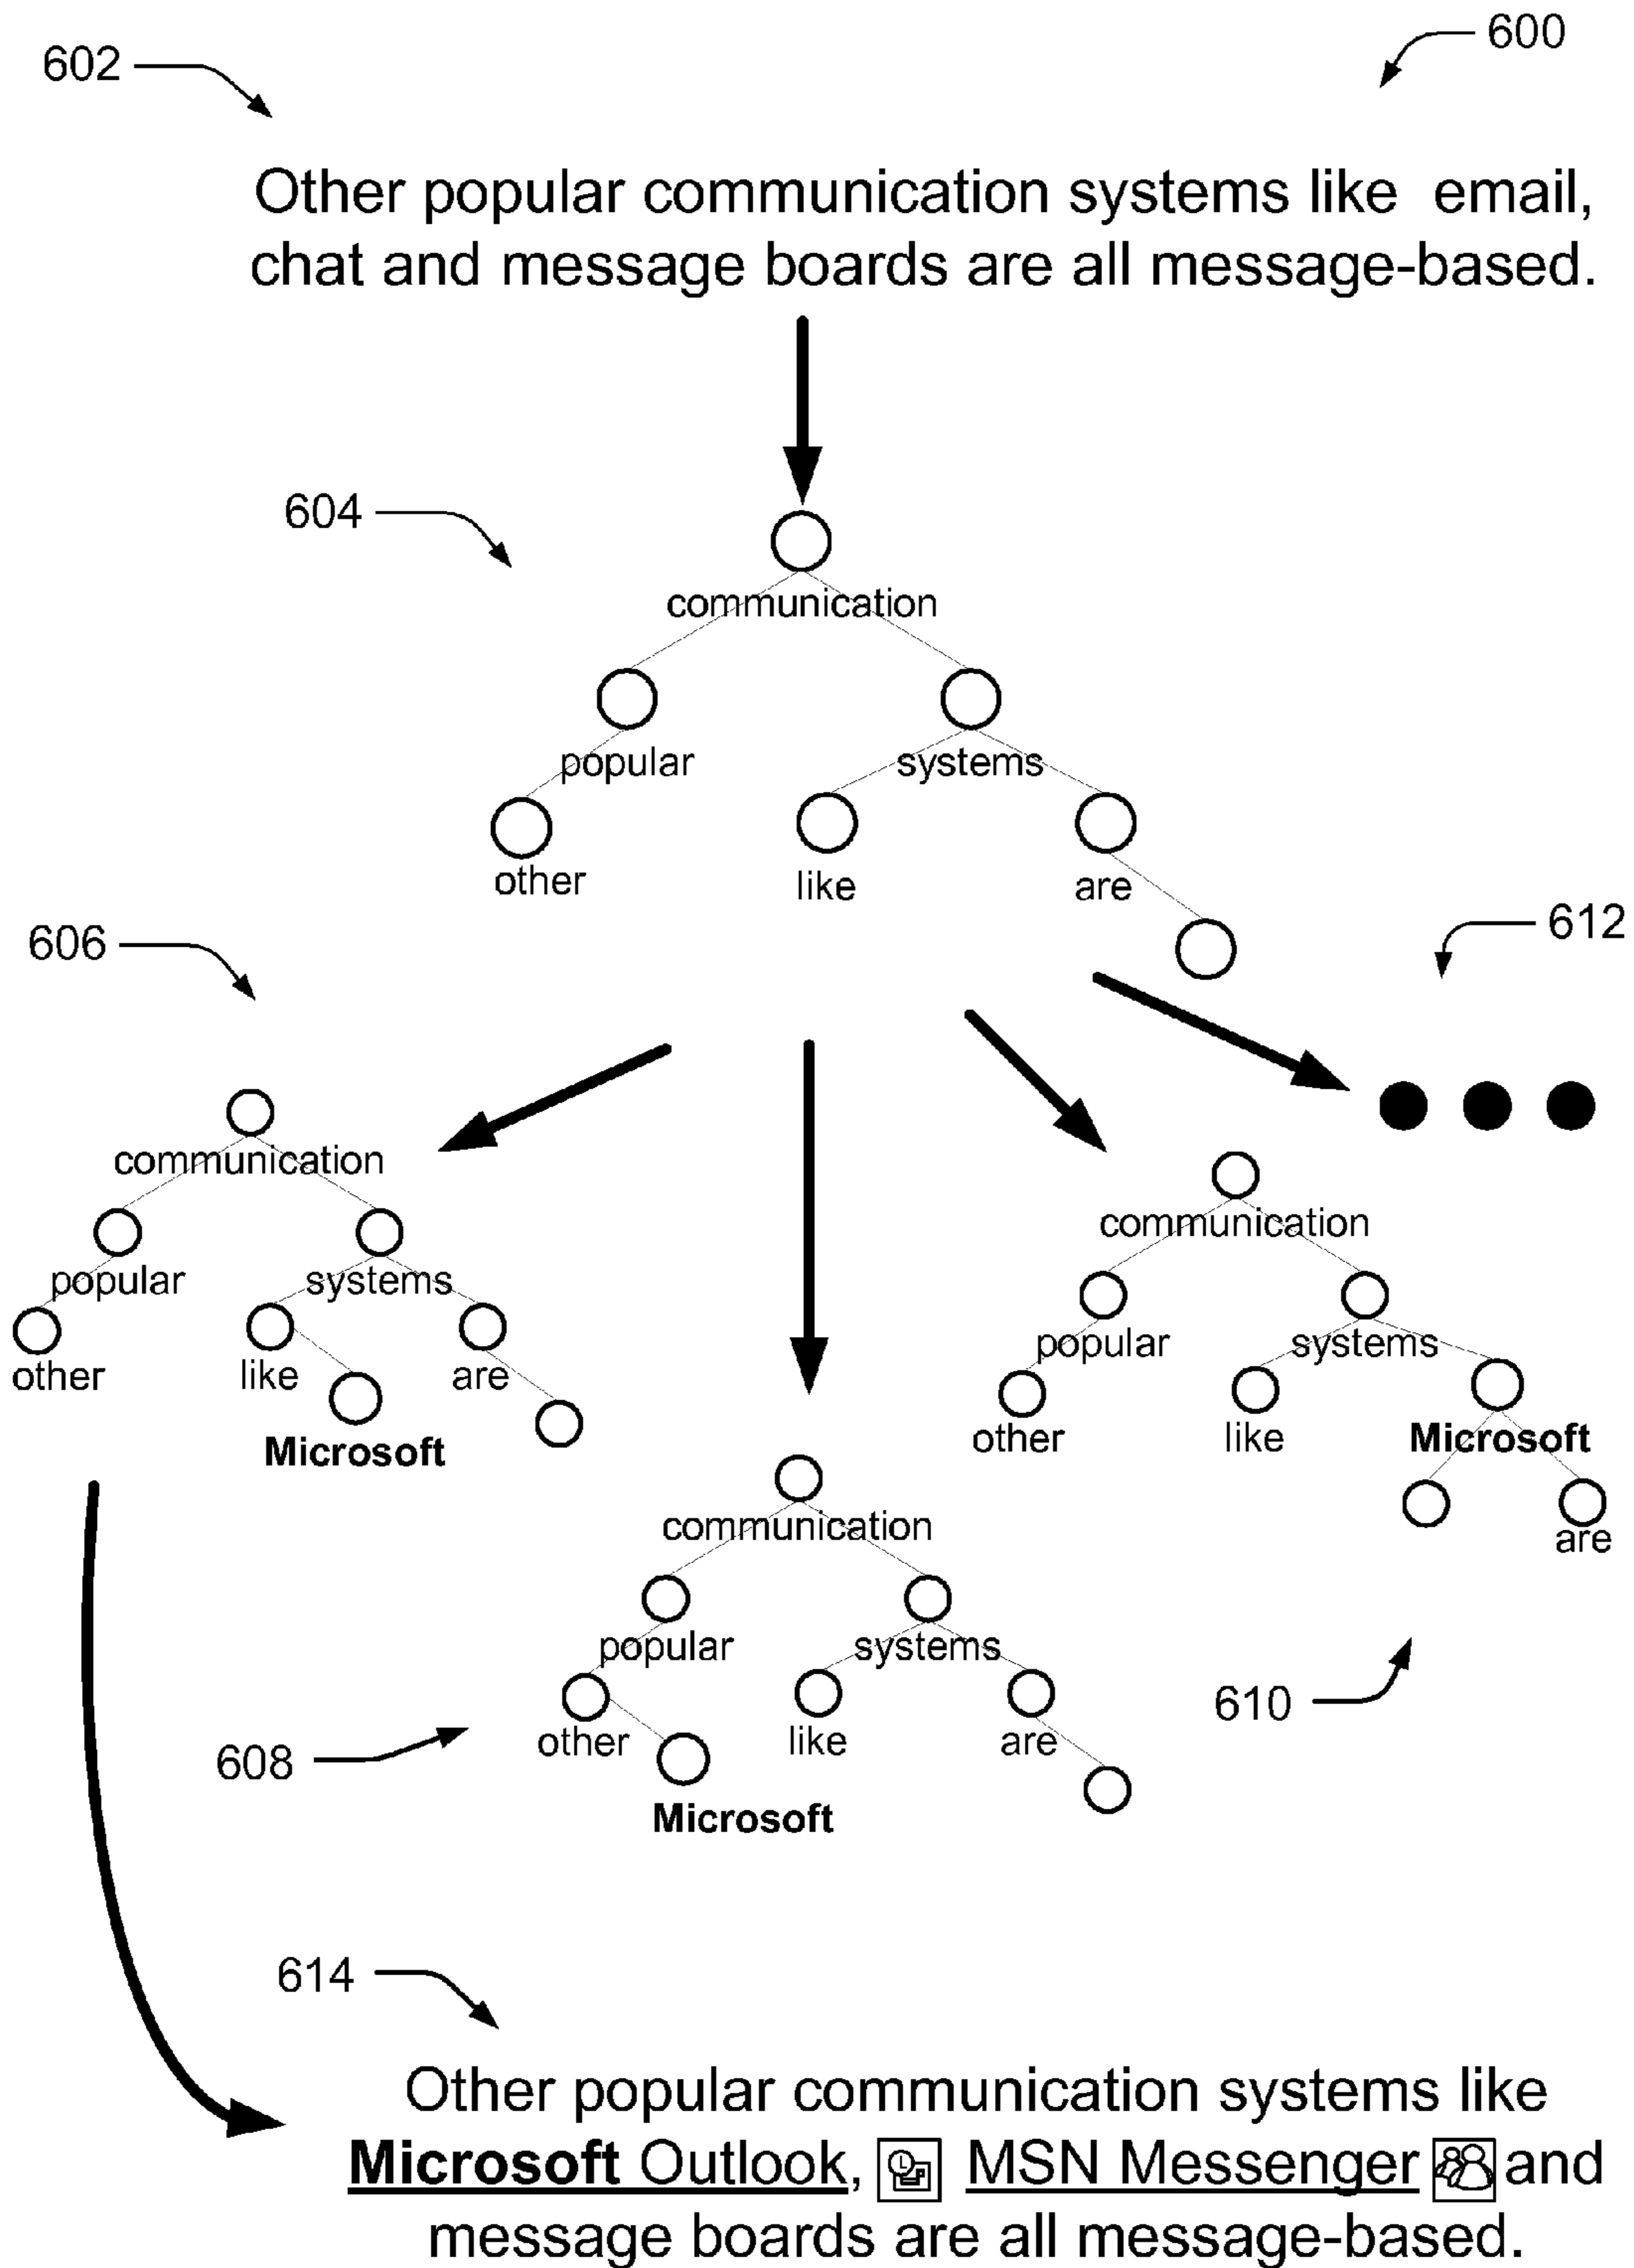 600
602
Other popular communication systems like email,
chat and message boards are all message-based.
604
communication
popular
systems
other
like
are
612
606
communication
popular
systems
other
like
are
Microsoft
communication
popular
systems
other
like
Microsoft
are
610
communication
popular
systems
other
like
are
608
Microsoft
614
Other popular communication systems like
Microsoft Outlook, MSN Messenger and
message boards are all message-based.